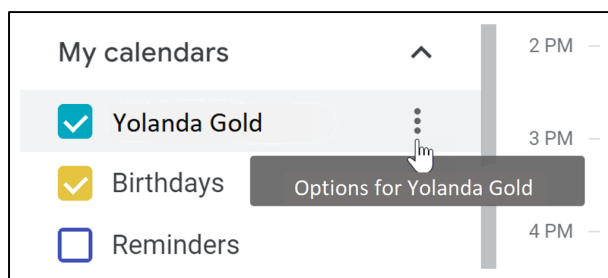 My calendars
2 PM
Yolanda Gold
3 PM
Birthdays
Options for Yolanda Gold
Reminders
4 PM